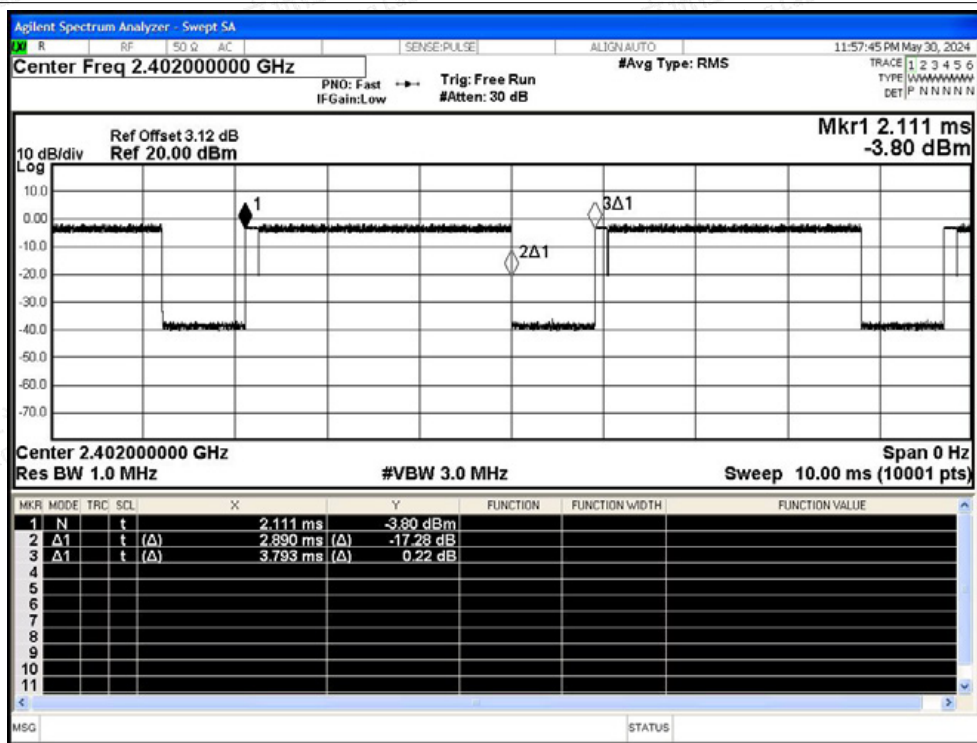 Agilent Spectrum Analyzer - Swept SA
R RF 50 Ω AC SENSE:PULSE ALIGN AUTO 11:57:45 PM May 30, 2024
Center Freq 2.402000000 GHz #Avg Type: RMS TRACE 1 2 3 4 5 6
PNO: Fast Trig: Free Run TYPE WWWWWW
IFGain:Low #Atten: 30 dB DET P N N N N N
Mkr1 2.111 ms
Ref Offset 3.12 dB
10 dB/div Ref 20.00 dBm -3.80 dBm
Log
10.0
1 3Δ1
0.00
-10.0
2Δ1
-20.0
-30.0
-40.0
-50.0
-60.0
-70.0
Center 2.402000000 GHz Span 0 Hz
Res BW 1.0 MHz #VBW 3.0 MHz Sweep 10.00 ms (10001 pts)
MKR MODE TRC SCL X Y FUNCTION FUNCTION WIDTH FUNCTION VALUE
1 N t 2.111 ms -3.80 dBm
2 Δ1 t (Δ) 2.890 ms (Δ) -17.28 dB
3 Δ1 t (Δ) 3.793 ms (Δ) 0.22 dB
4
5
6
7
8
9
10
11
MSG STATUS